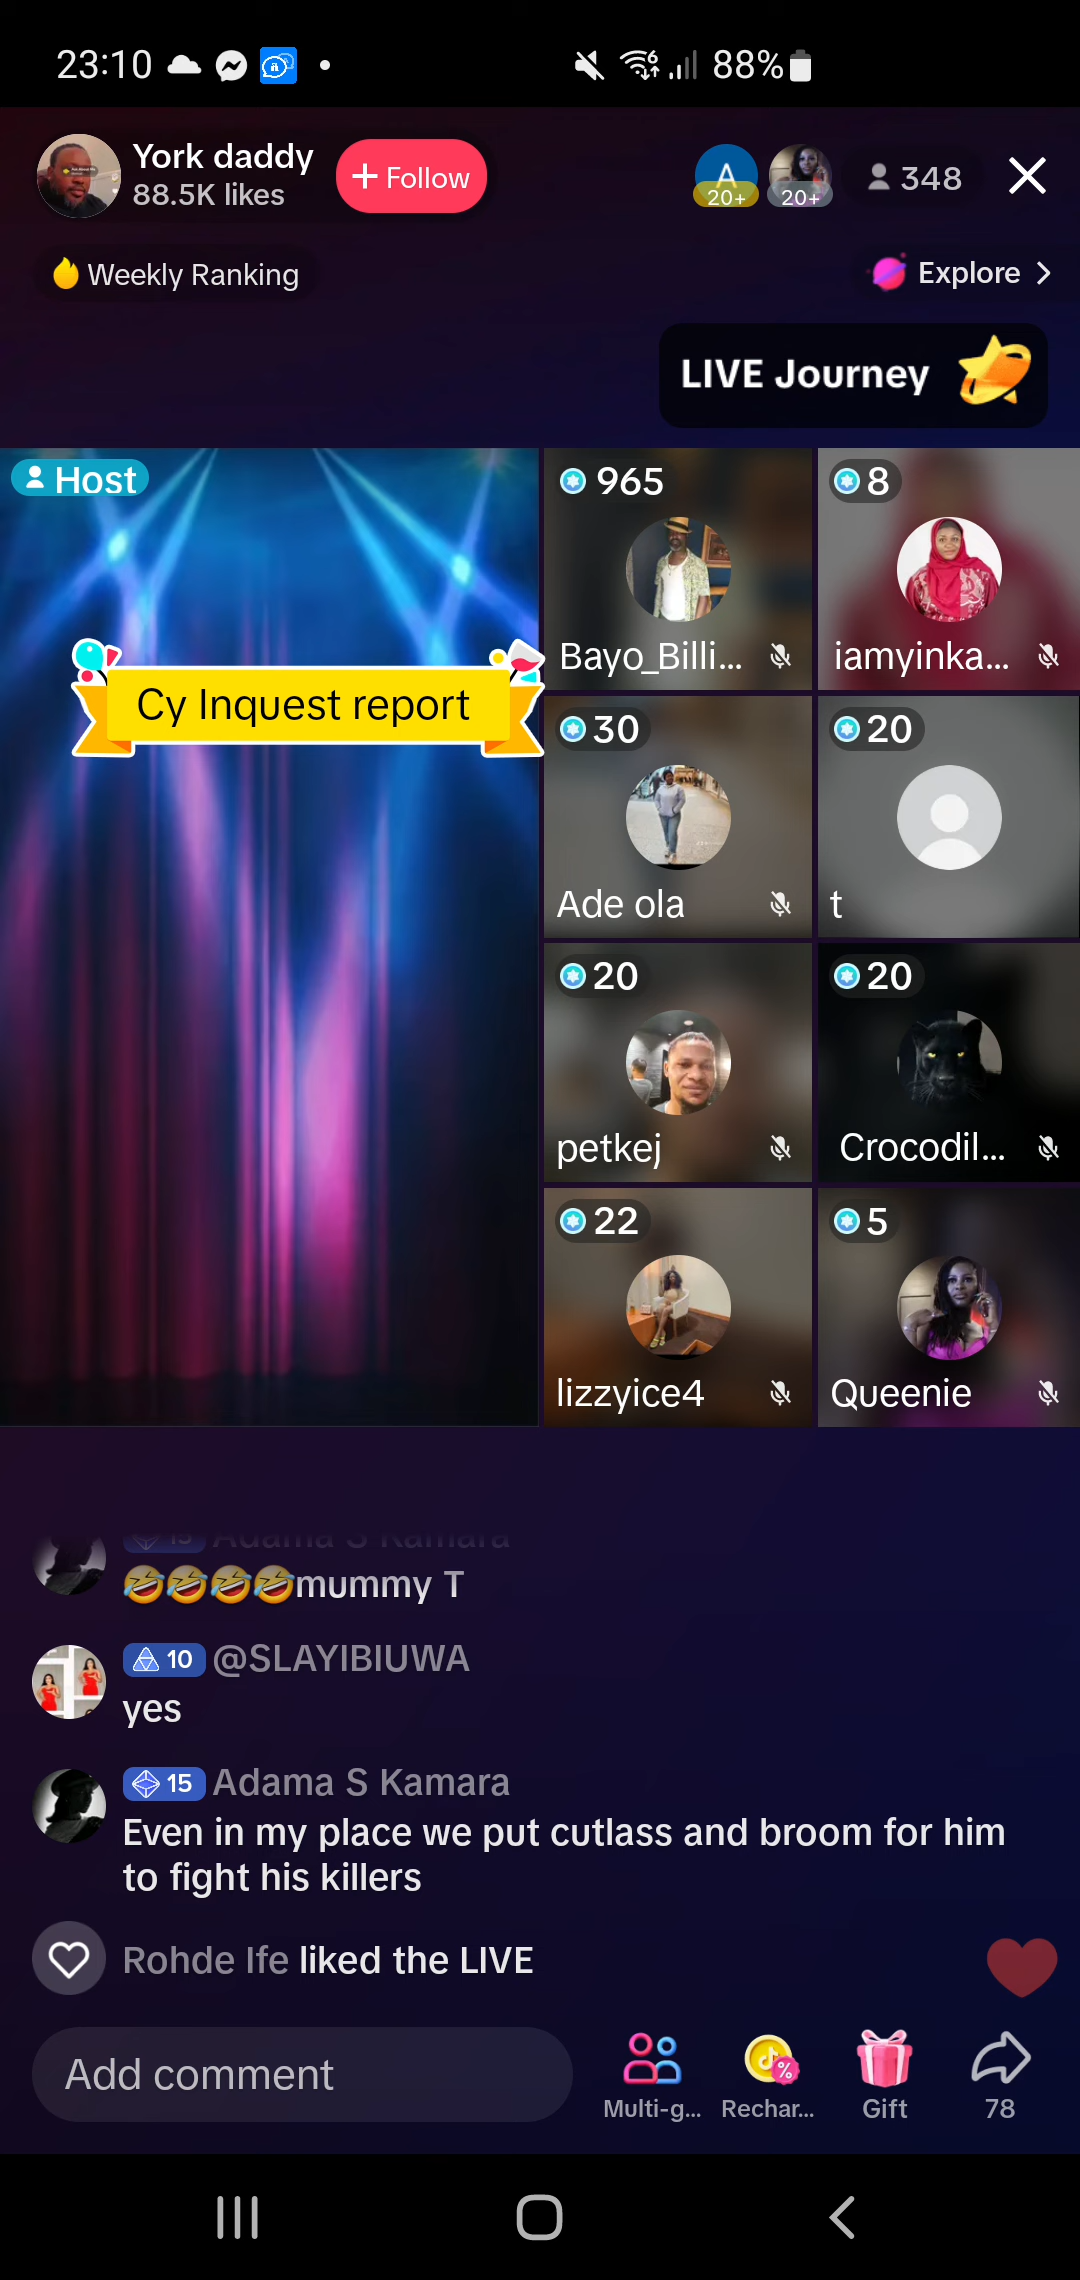 23:10
88%
York daddy
88.5K likes
+ Follow
A
20+
20+
348
Weekly Ranking
Explore >
LIVE Journey
Host
965
8
Cy Inquest report
Bayo_Billi...
iamyinka...
30
20
Ade ola
t
20
20
petkej
Crocodil...
22
5
lizzyice4
Queenie
15 Adama S Kamara
🤣🤣🤣🤣mummy T
10 @SLAYIBIUWA
yes
15 Adama S Kamara
Even in my place we put cutlass and broom for him
to fight his killers
Rohde Ife liked the LIVE
Add comment
Multi-g...
Rechar...
Gift
78